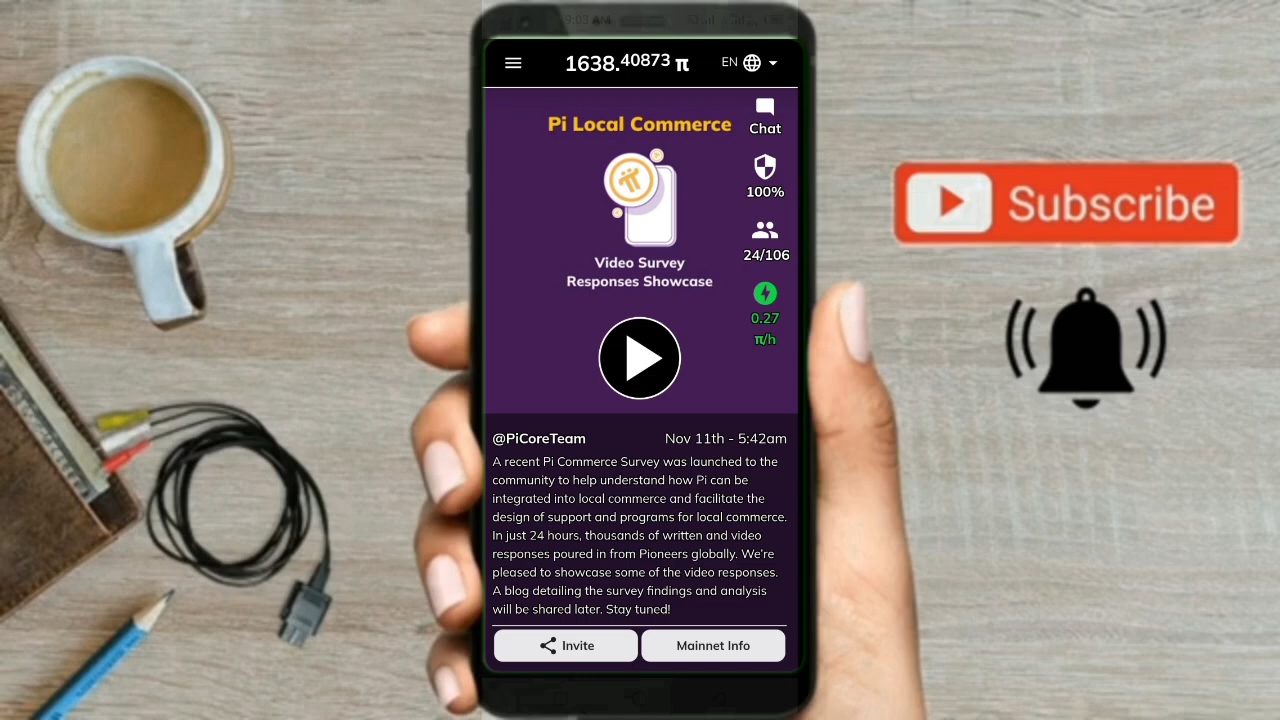 9:03 AM
1638.40873 π
EN
Pi Local Commerce
Chat
100%
24/106
0.27
π/h
Video Survey
Responses Showcase
@PiCoreTeam
Nov 11th - 5:42am
A recent Pi Commerce Survey was launched to the
community to help understand how Pi can be
integrated into local commerce and facilitate the
design of support and programs for local commerce.
In just 24 hours, thousands of written and video
responses poured in from Pioneers globally. We're
pleased to showcase some of the video responses.
A blog detailing the survey findings and analysis
will be shared later. Stay tuned!
Invite
Mainnet Info
Subscribe